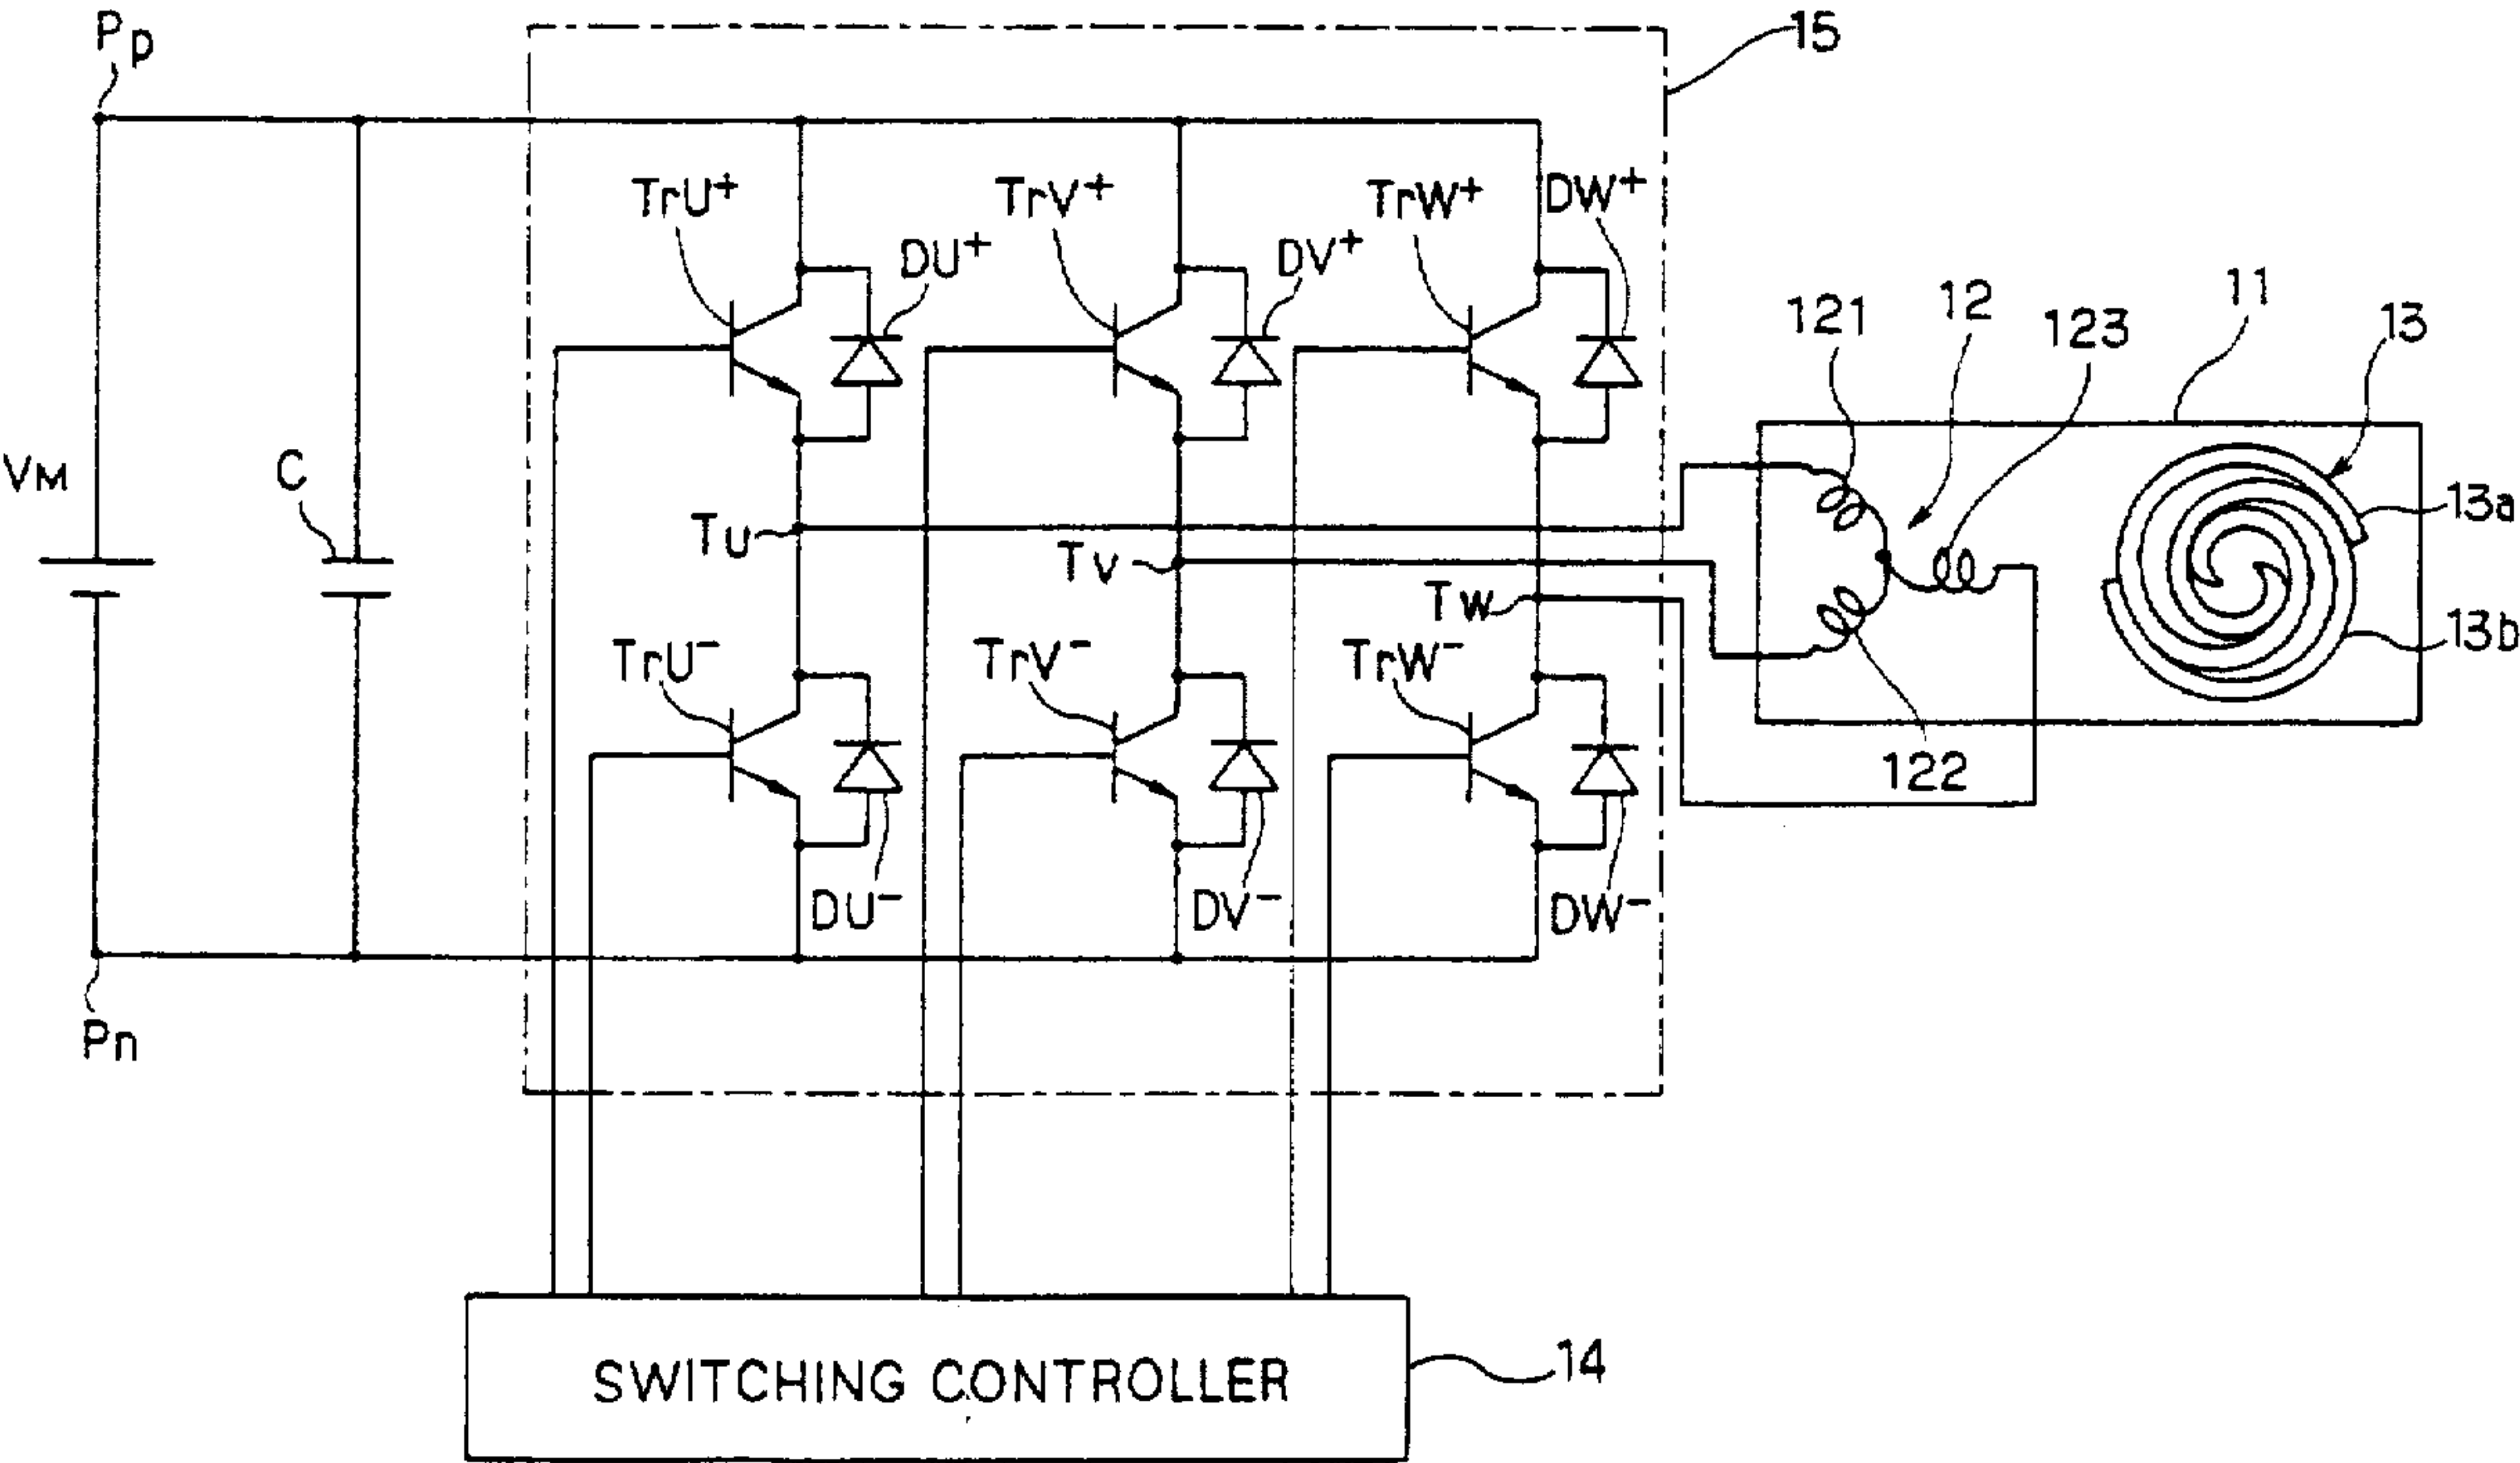 Pp
15
TrU+
TrV+
TrW+
DW+
DU+
DV+
11
12
13
121
123
VM
C
13a
TU
TV
TW
13b
TrU-
TrV-
TrW-
122
DU-
DV-
DW-
Pn
SWITCHING CONTROLLER
14